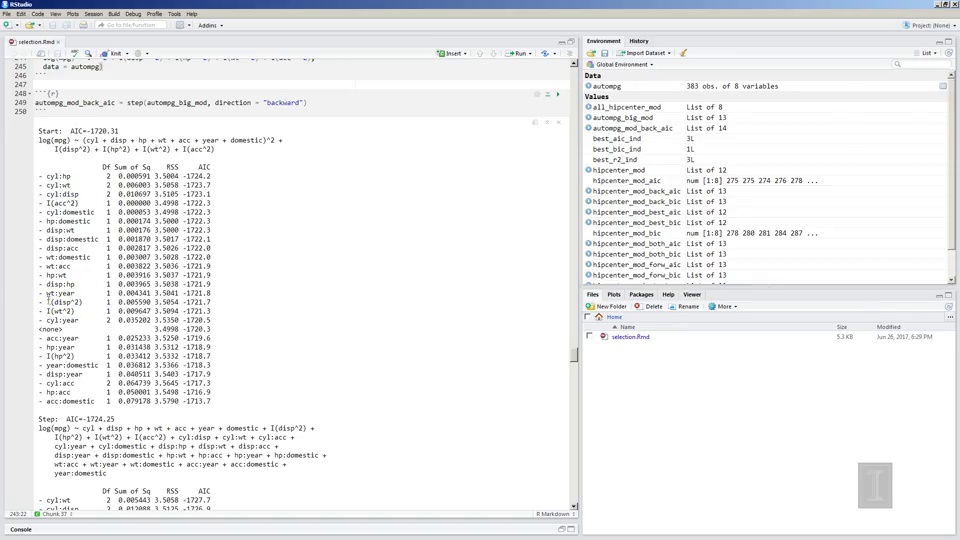 RStudio
File Edit Code View Plots Session Build Debug Profile Tools Help
Go to file/function
Addins
Project: (None)
selection.Rmd
Knit
Insert
Run
245 data = autompg)
246 ```
247
248 ```{r}
249 autompg_mod_back_aic = step(autompg_big_mod, direction = "backward")
250 ```
Start: AIC=-1720.31
log(mpg) ~ (cyl + disp + hp + wt + acc + year + domestic)^2 +
I(disp^2) + I(hp^2) + I(wt^2) + I(acc^2)
Df Sum of Sq RSS AIC
- cyl:hp 2 0.000591 3.5004 -1724.2
- cyl:wt 2 0.006003 3.5058 -1723.7
- cyl:disp 2 0.010697 3.5105 -1723.1
- I(acc^2) 1 0.000000 3.4998 -1722.3
- cyl:domestic 1 0.000053 3.4998 -1722.3
- hp:domestic 1 0.000174 3.5000 -1722.3
- disp:wt 1 0.000176 3.5000 -1722.3
- disp:domestic 1 0.001870 3.5017 -1722.1
- disp:acc 1 0.002817 3.5026 -1722.0
- wt:domestic 1 0.003007 3.5028 -1722.0
- wt:acc 1 0.003822 3.5036 -1721.9
- hp:wt 1 0.003916 3.5037 -1721.9
- disp:hp 1 0.003965 3.5038 -1721.9
- wt:year 1 0.004341 3.5041 -1721.8
- I(disp^2) 1 0.005590 3.5054 -1721.7
- I(wt^2) 1 0.009647 3.5094 -1721.3
- cyl:year 2 0.035202 3.5350 -1720.5
<none> 3.4998 -1720.3
- acc:year 1 0.025233 3.5250 -1719.6
- hp:year 1 0.031438 3.5312 -1718.9
- I(hp^2) 1 0.033412 3.5332 -1718.7
- year:domestic 1 0.036812 3.5366 -1718.3
- disp:year 1 0.040511 3.5403 -1717.9
- cyl:acc 2 0.064739 3.5645 -1717.3
- hp:acc 1 0.050001 3.5498 -1716.9
- acc:domestic 1 0.079178 3.5790 -1713.7
Step: AIC=-1724.25
log(mpg) ~ cyl + disp + hp + wt + acc + year + domestic + I(disp^2) +
I(hp^2) + I(wt^2) + I(acc^2) + cyl:disp + cyl:wt + cyl:acc +
cyl:year + cyl:domestic + disp:hp + disp:wt + disp:acc +
disp:year + disp:domestic + hp:wt + hp:acc + hp:year + hp:domestic +
wt:acc + wt:year + wt:domestic + acc:year + acc:domestic +
year:domestic
Df Sum of Sq RSS AIC
- cyl:wt 2 0.005443 3.5058 -1727.7
- cyl:disp 2 0.012088 3.5125 -1726.9
243:22 Chunk 37 R Markdown
Console
Environment History
Import Dataset List
Global Environment
Data
autompg 383 obs. of 8 variables
Values
all_hipcenter_mod List of 8
autompg_big_mod List of 13
autompg_mod_back_aic List of 14
best_aic_ind 3L
best_bic_ind 1L
best_r2_ind 3L
hipcenter_mod List of 12
hipcenter_mod_aic num [1:8] 275 275 274 276 278 ...
hipcenter_mod_back_aic List of 13
hipcenter_mod_back_bic List of 13
hipcenter_mod_best_aic List of 12
hipcenter_mod_best_bic List of 12
hipcenter_mod_bic num [1:8] 278 280 281 284 287 ...
hipcenter_mod_both_aic List of 13
hipcenter_mod_both_bic List of 13
hipcenter_mod_forw_aic List of 13
hipcenter_mod_forw_bic List of 13
Files Plots Packages Help Viewer
New Folder Delete Rename More
Home
Name Size Modified
selection.Rmd 5.3 KB Jun 26, 2017, 6:29 PM